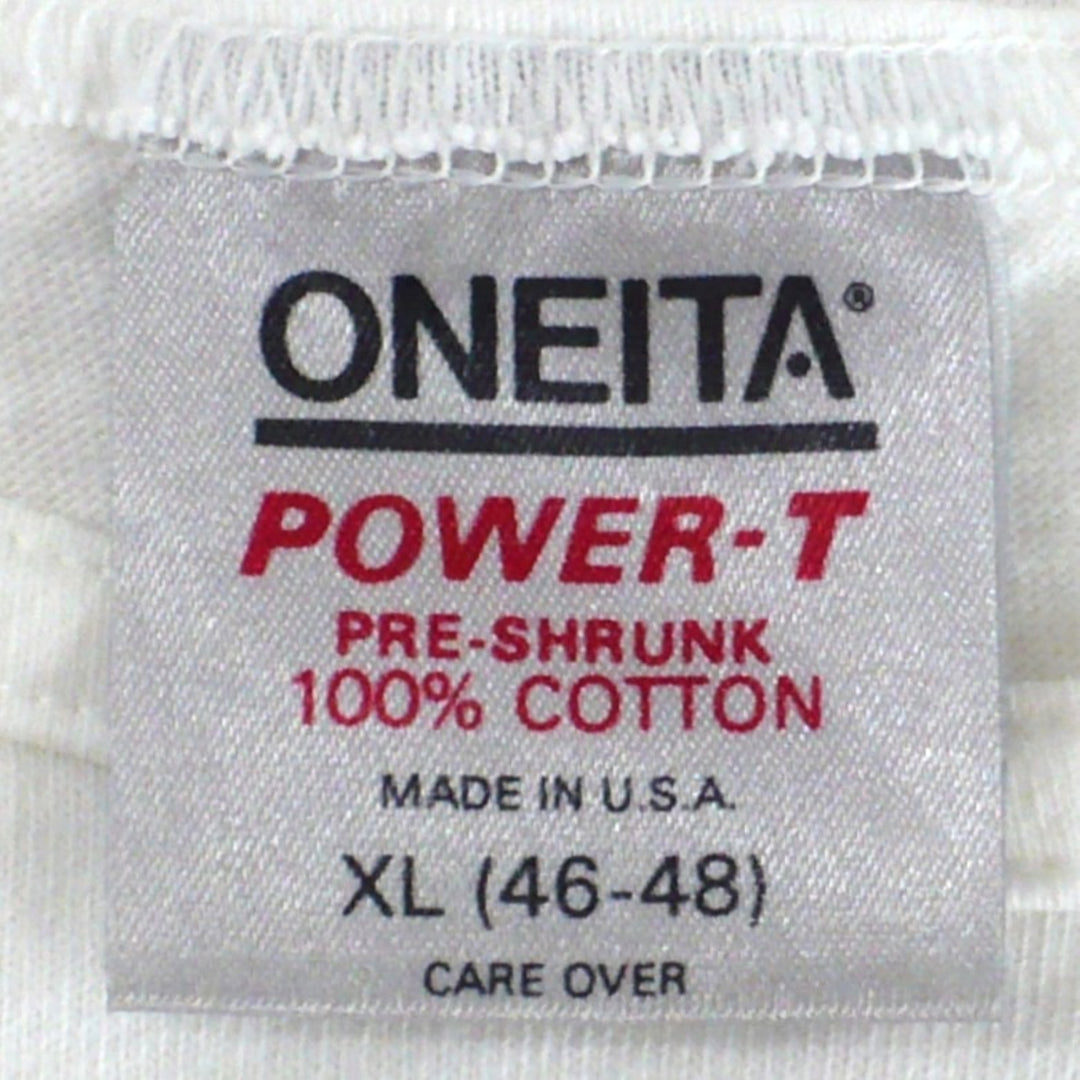 ONEITA®
POWER-T
PRE-SHRUNK
100% COTTON
MADE IN U.S.A.
XL (46-48)
CARE OVER